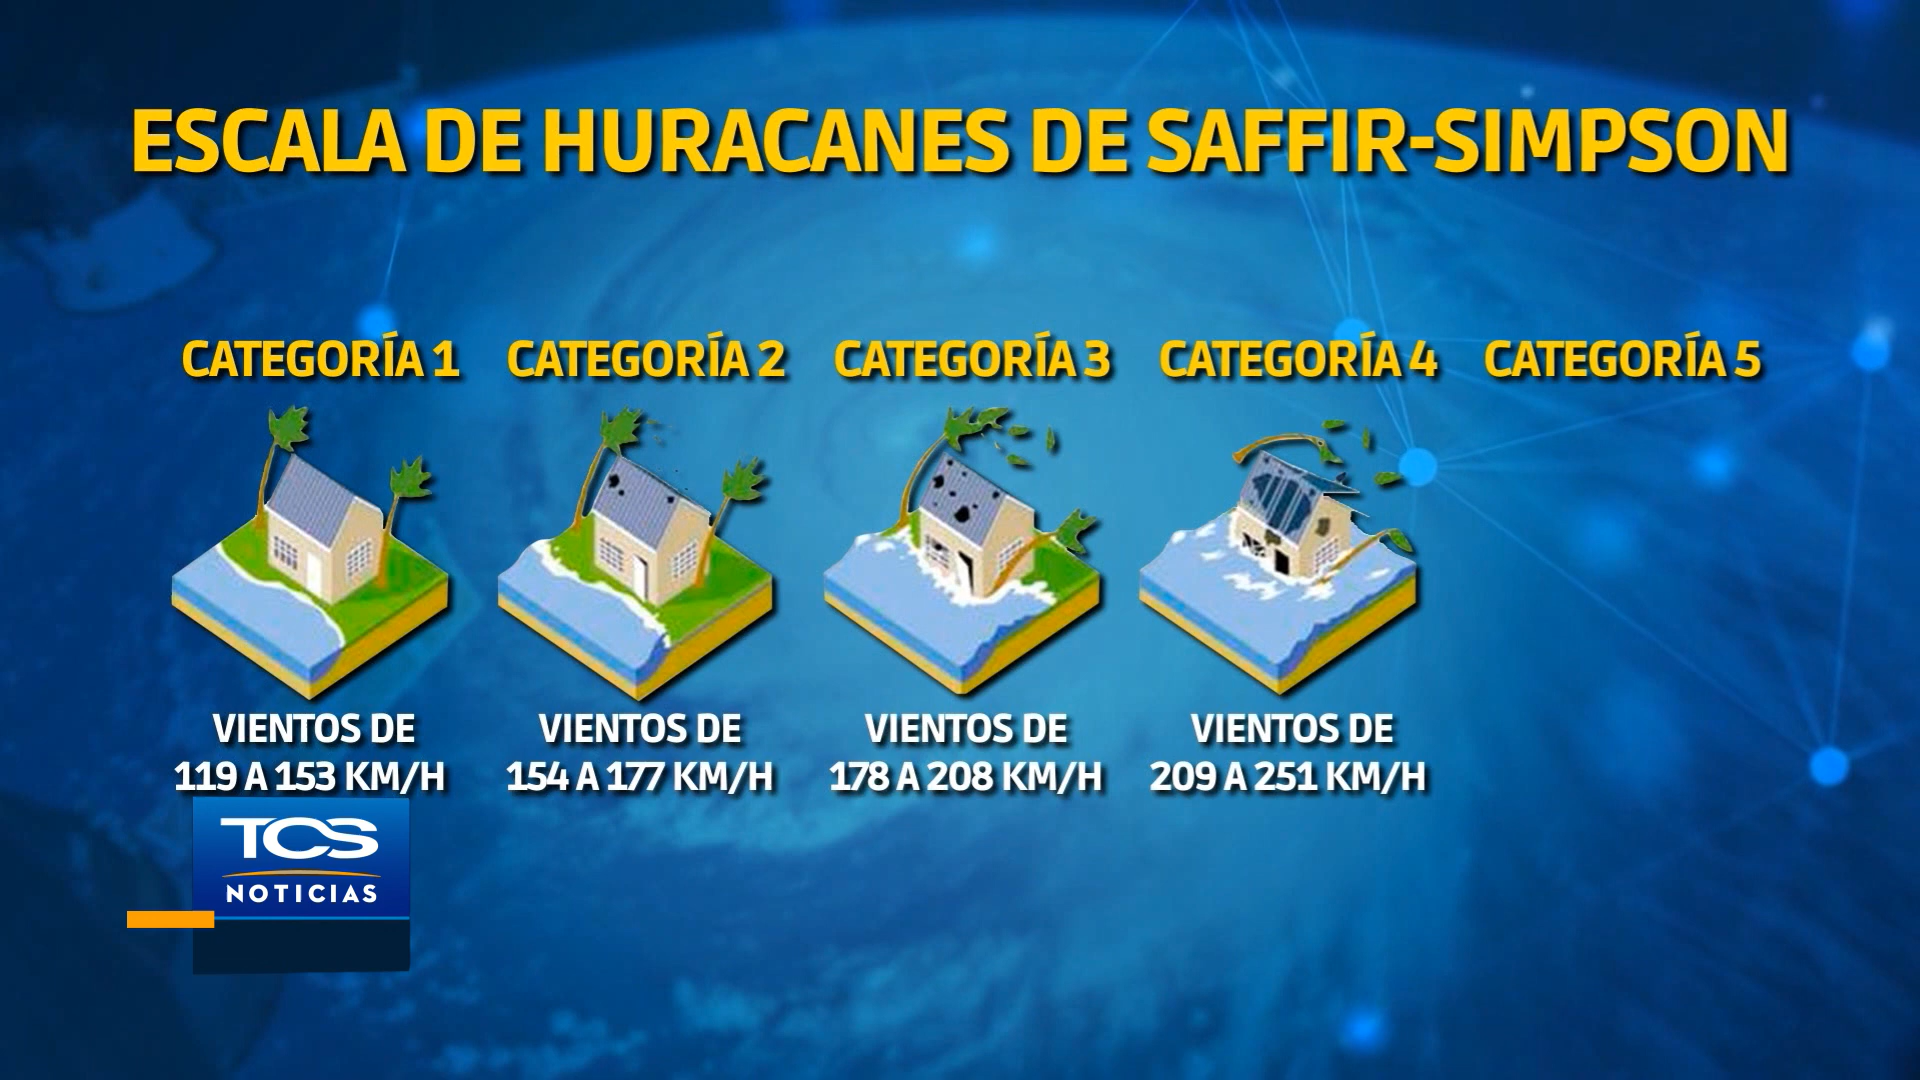 ESCALA DE HURACANES DE SAFFIR-SIMPSON
CATEGORÍA 1
CATEGORÍA 2
CATEGORÍA 3
CATEGORÍA 4
CATEGORÍA 5
VIENTOS DE
119 A 153 KM/H
VIENTOS DE
154 A 177 KM/H
VIENTOS DE
178 A 208 KM/H
VIENTOS DE
209 A 251 KM/H
TCS
NOTICIAS